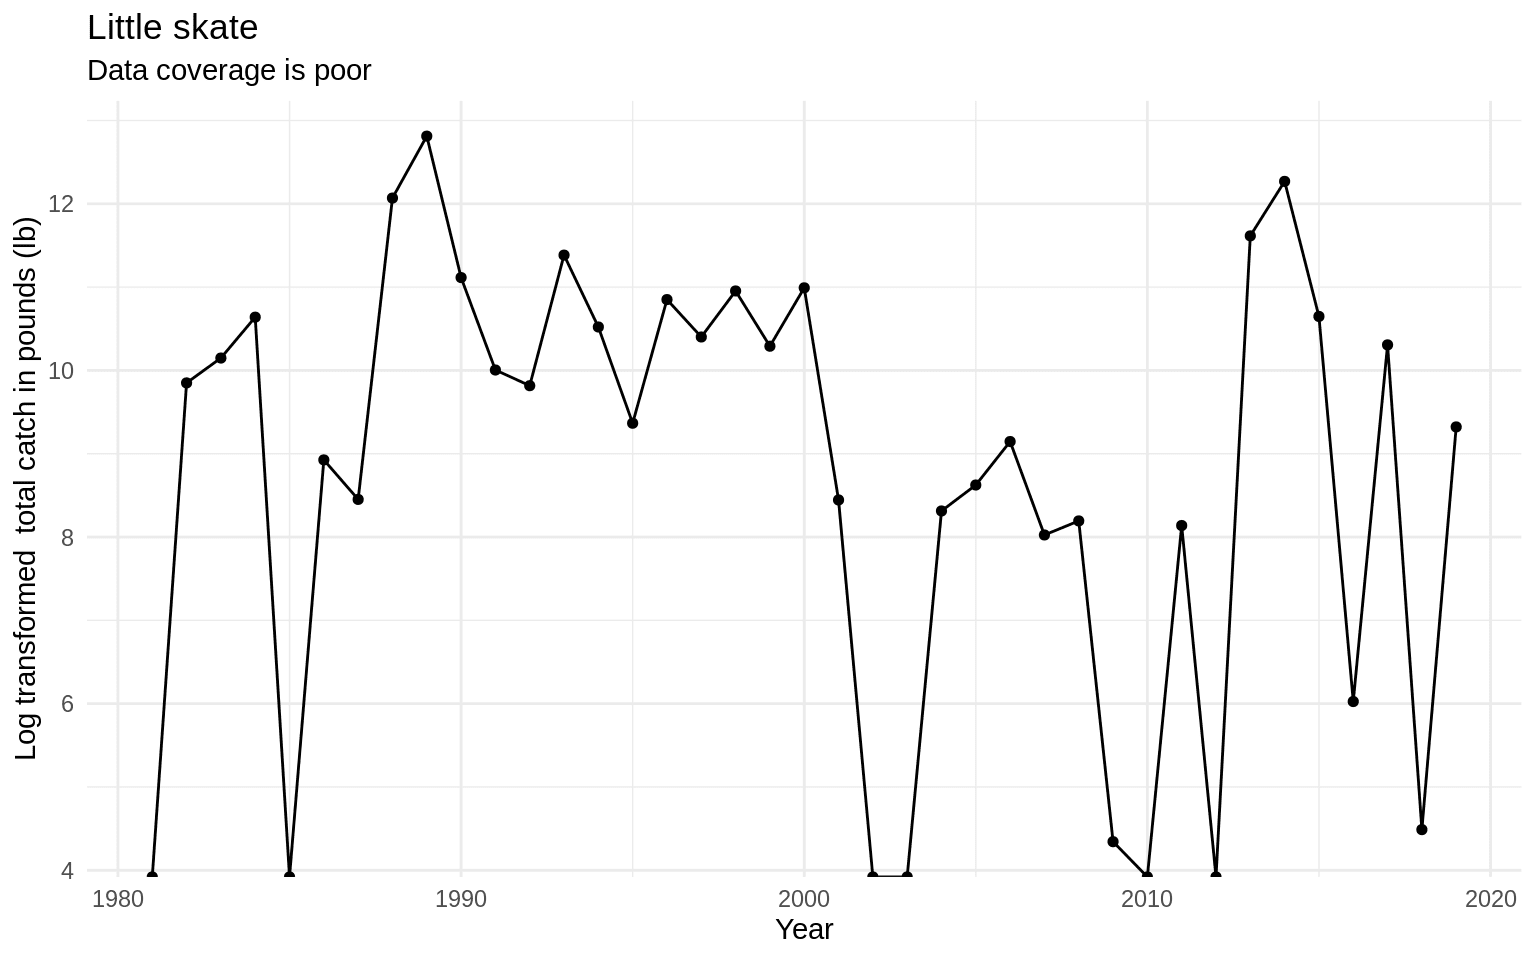 Little skate
Data coverage is poor
Log transformed  total catch in pounds (lb)
12
10
8
6
4
1980
1990
2000
2010
2020
Year